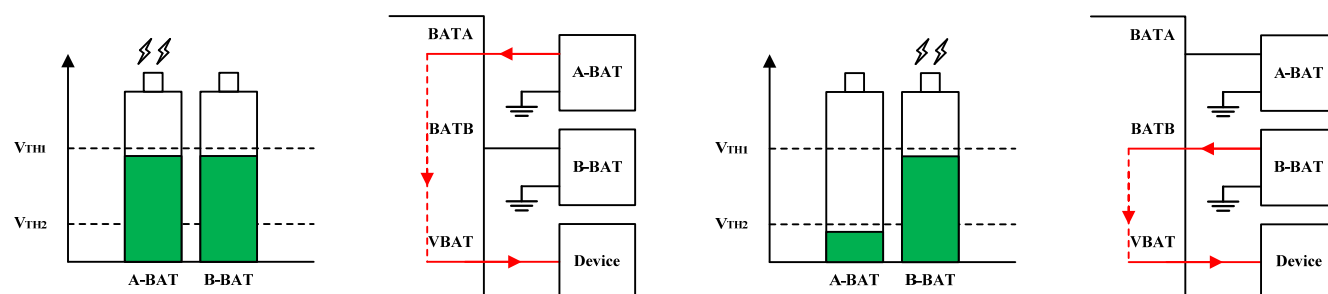 VTH1
VTH2
A-BAT B-BAT
BATA
A-BAT
BATB
B-BAT
VBAT
Device
VTH1
VTH2
A-BAT B-BAT
BATA
A-BAT
BATB
B-BAT
VBAT
Device